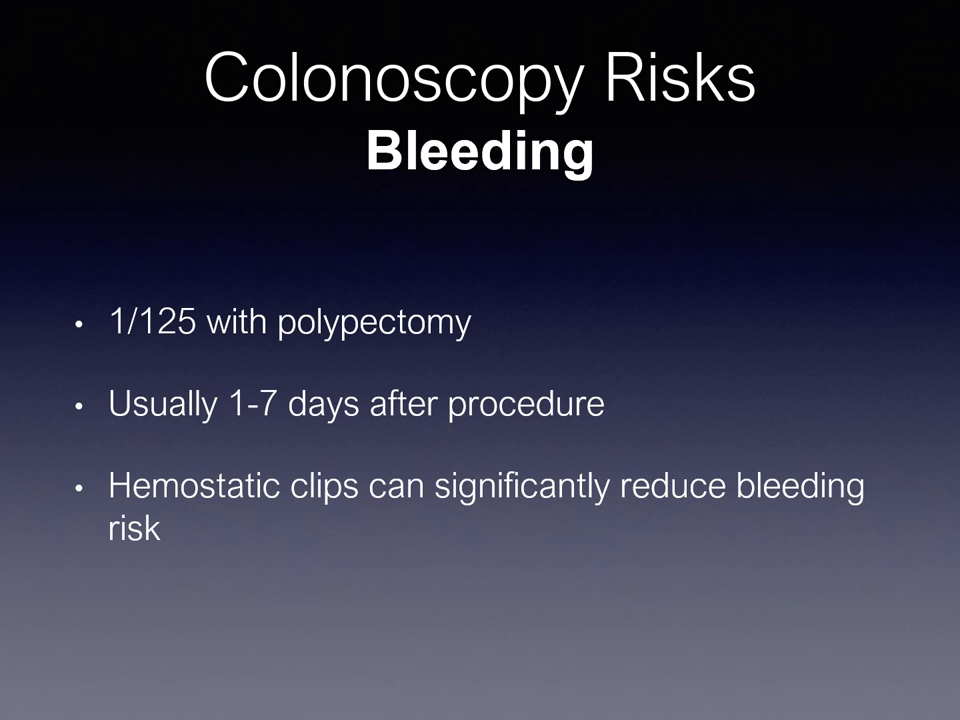 Colonoscopy Risks
Bleeding
• 1/125 with polypectomy
• Usually 1-7 days after procedure
• Hemostatic clips can significantly reduce bleeding
risk